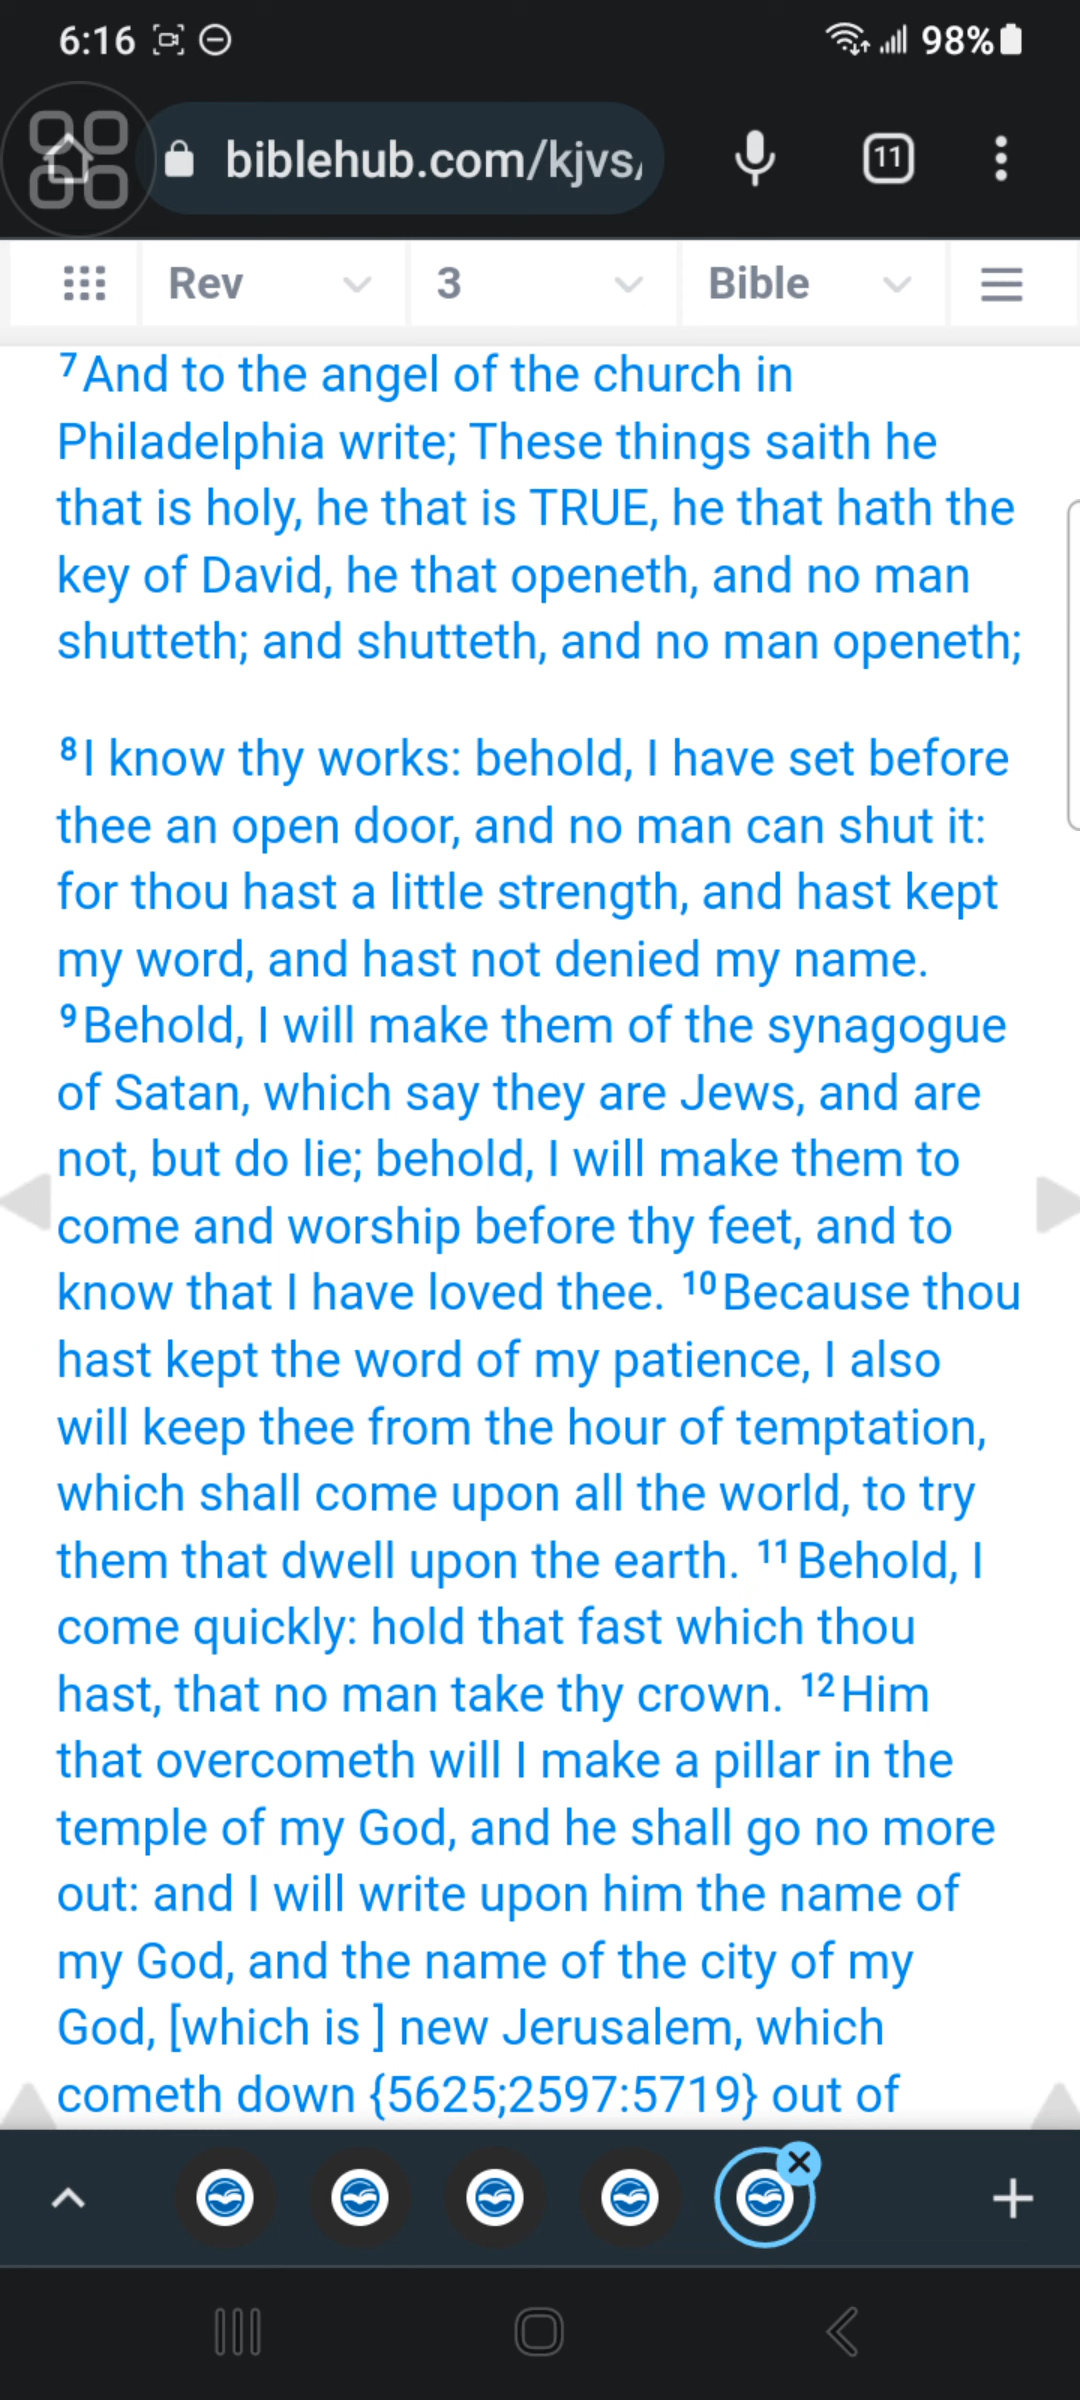 6:16 98%
biblehub.com/kjvs, 11
Rev 3 Bible
7 And to the angel of the church in
Philadelphia write; These things saith he
that is holy, he that is TRUE, he that hath the
key of David, he that openeth, and no man
shutteth; and shutteth, and no man openeth;
8 I know thy works: behold, I have set before
thee an open door, and no man can shut it:
for thou hast a little strength, and hast kept
my word, and hast not denied my name.
9 Behold, I will make them of the synagogue
of Satan, which say they are Jews, and are
not, but do lie; behold, I will make them to
come and worship before thy feet, and to
know that I have loved thee. 10 Because thou
hast kept the word of my patience, I also
will keep thee from the hour of temptation,
which shall come upon all the world, to try
them that dwell upon the earth. 11 Behold, I
come quickly: hold that fast which thou
hast, that no man take thy crown. 12 Him
that overcometh will I make a pillar in the
temple of my God, and he shall go no more
out: and I will write upon him the name of
my God, and the name of the city of my
God, [which is ] new Jerusalem, which
cometh down {5625;2597:5719} out of